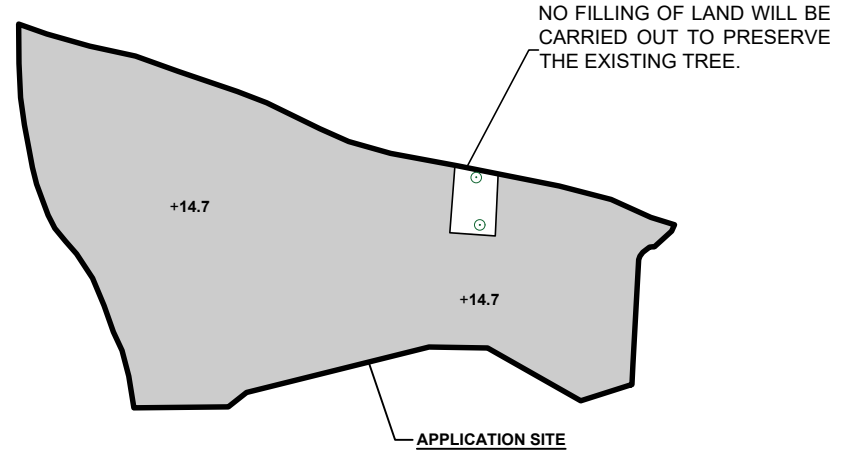 NO FILLING OF LAND WILL BE
CARRIED OUT TO PRESERVE
THE EXISTING TREE.
+14.7
+14.7
APPLICATION SITE